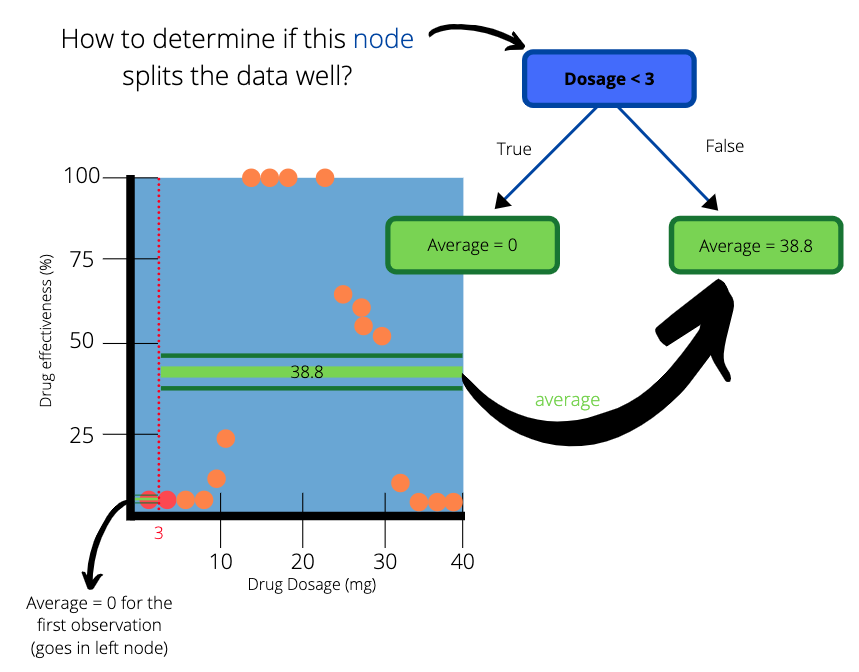 How to determine if this node
splits the data well?
Dosage < 3
True
False
Average = 0
Average = 38.8
100
75
50
25
Drug effectiveness (%)
38.8
average
3
10
20
30
40
Drug Dosage (mg)
Average = 0 for the
first observation
(goes in left node)